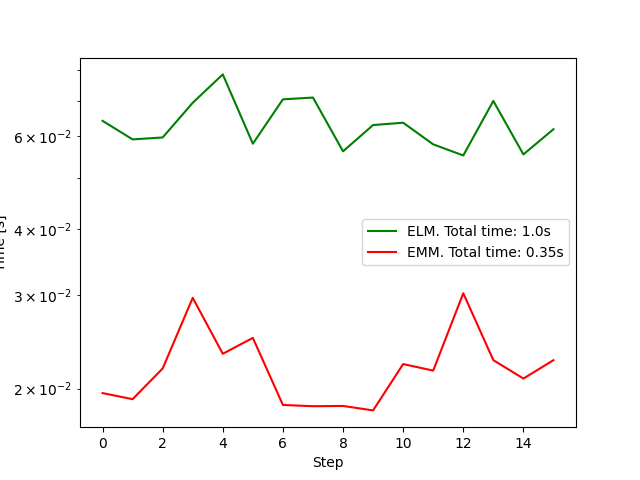 6 × 10⁻²
4 × 10⁻²
3 × 10⁻²
2 × 10⁻²
Time [s]
ELM. Total time: 1.0s
EMM. Total time: 0.35s
0 2 4 6 8 10 12 14
Step